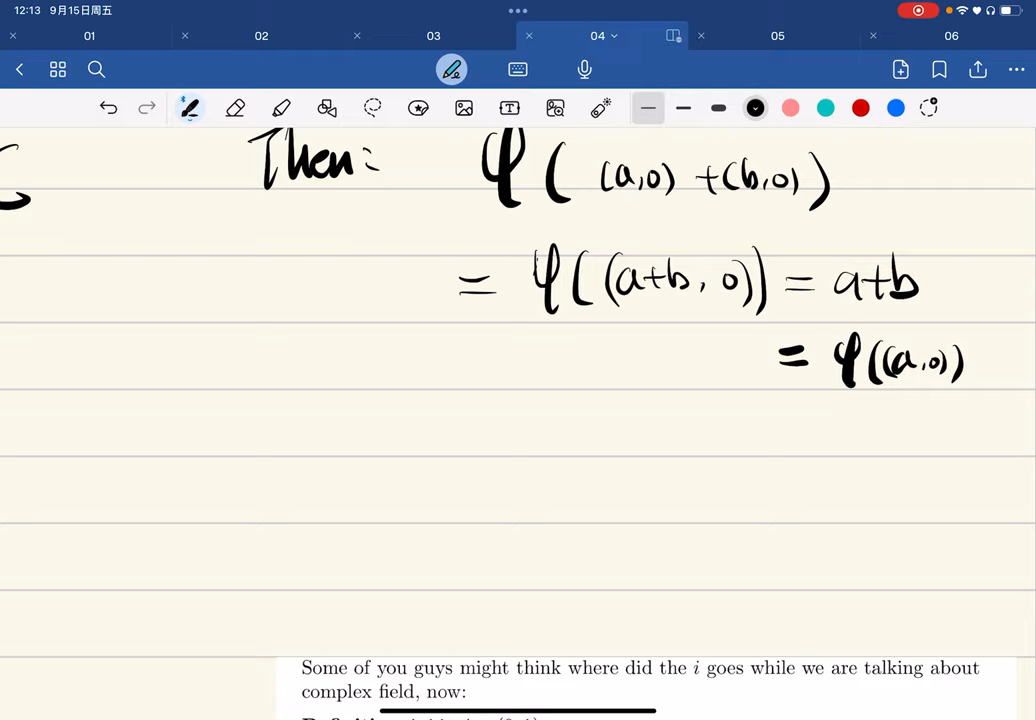 12:13 9月15日周五
01 02 03 04 05 06
Then: φ( (a,0) +(b,0))
= φ((a+b, 0)) = a+b
= φ((a,0))
Some of you guys might think where did the i goes while we are talking about
complex field, now: